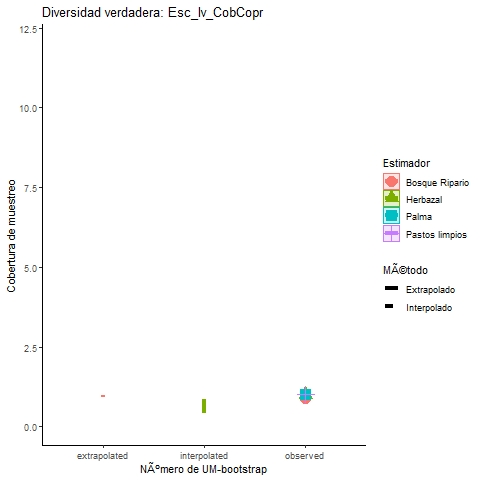 Diversidad verdadera: Esc_Iv_CobCopr
12.5
10.0
7.5
5.0
2.5
0.0
Cobertura de muestreo
extrapolated
interpolated
observed
NÃºmero de UM-bootstrap
Estimador
Bosque Ripario
Herbazal
Palma
Pastos limpios
MÃ©todo
Extrapolado
Interpolado